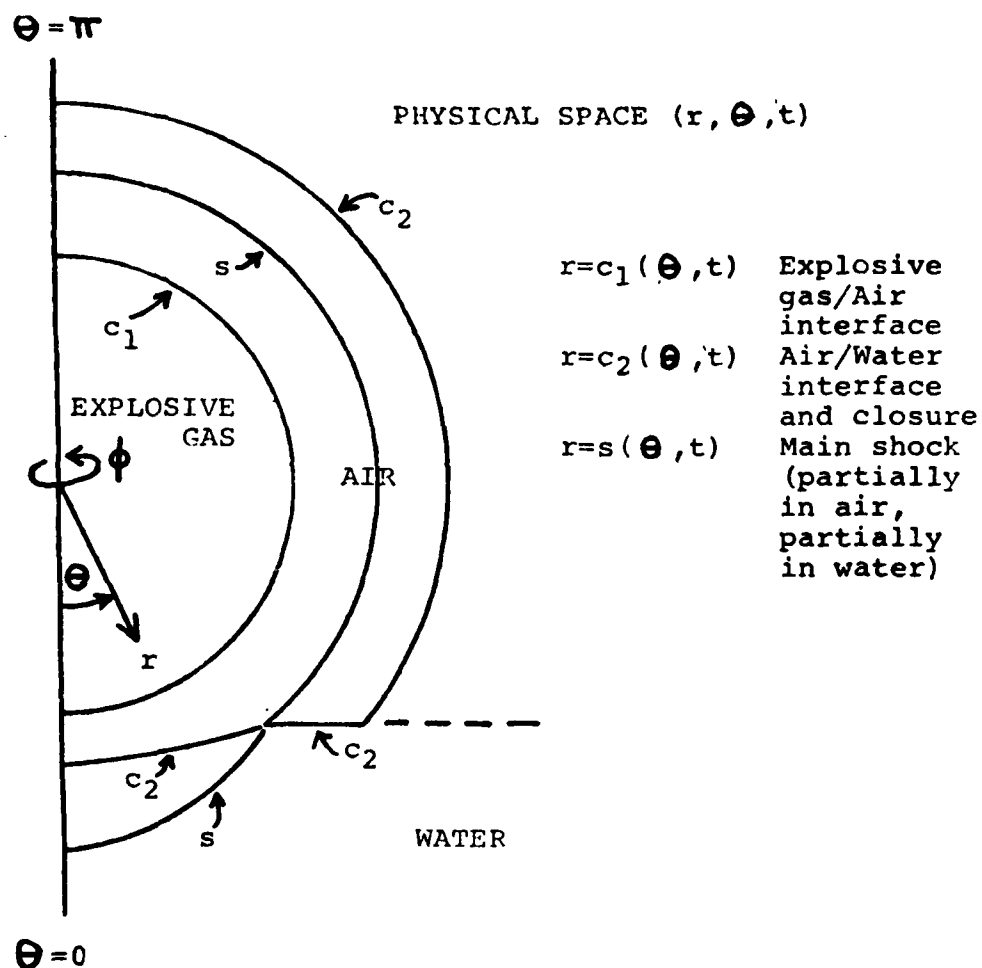 θ = π
PHYSICAL SPACE (r, θ, t)
c₂
s
c₁
r=c₁(θ,t) Explosive
gas/Air
interface
r=c₂(θ,t) Air/Water
interface
and closure
r=s(θ,t) Main shock
(partially
in air,
partially
in water)
EXPLOSIVE
GAS
φ
AIR
θ
r
c₂
c₂
s
WATER
θ=0